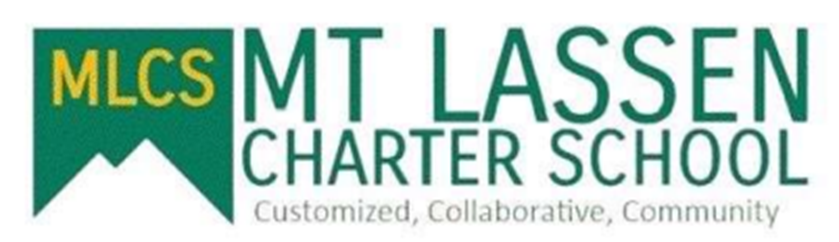 MLCS
MT LASSEN
CHARTER SCHOOL
Customized, Collaborative, Community